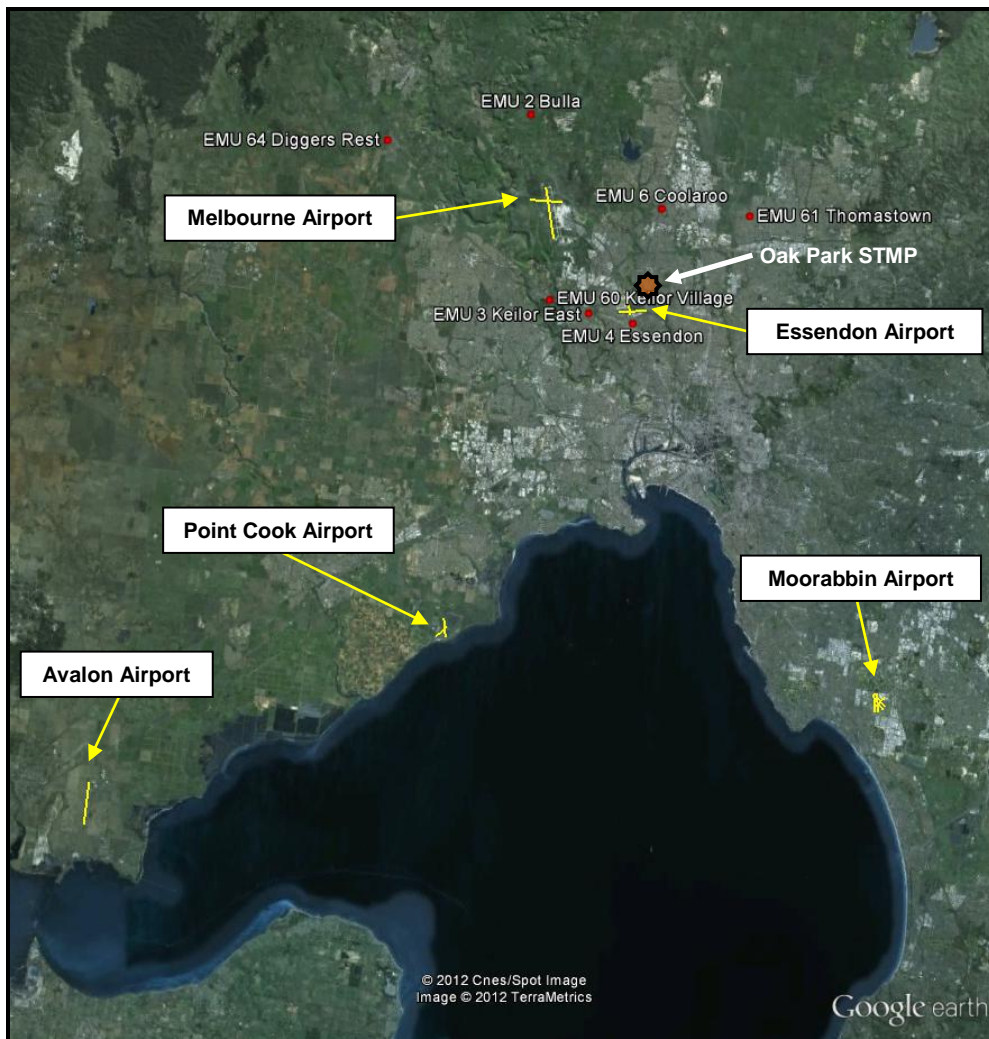 EMU 2 Bulla
EMU 64 Diggers Rest
Melbourne Airport
EMU 6 Coolaroo
EMU 61 Thomastown
Oak Park STMP
EMU 60 Keilor Village
EMU 3 Keilor East
Essendon Airport
EMU 4 Essendon
Point Cook Airport
Moorabbin Airport
Avalon Airport
© 2012 Cnes/Spot Image
Image © 2012 TerraMetrics
Google earth